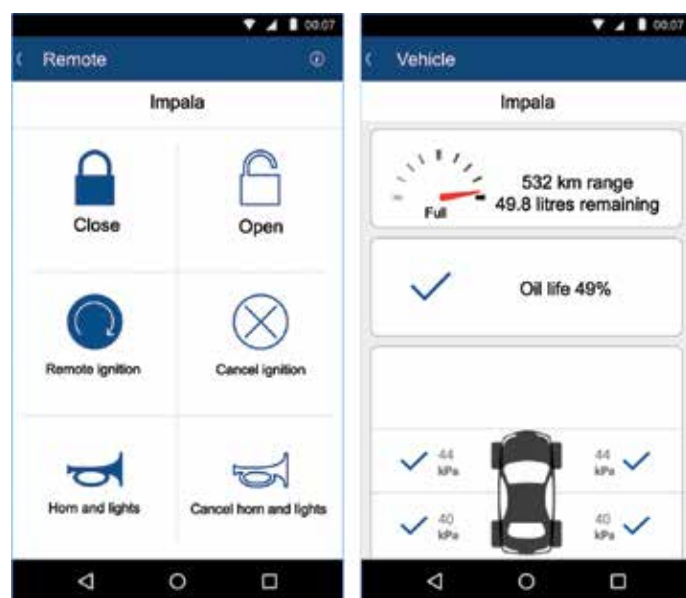 00:07
Remote
Impala
Close
Open
Remote ignition
Cancel ignition
Horn and lights
Cancel horn and lights
00:07
Vehicle
Impala
Full
532 km range
49.8 litres remaining
Oil life 49%
44
kPa
44
kPa
40
kPa
40
kPa